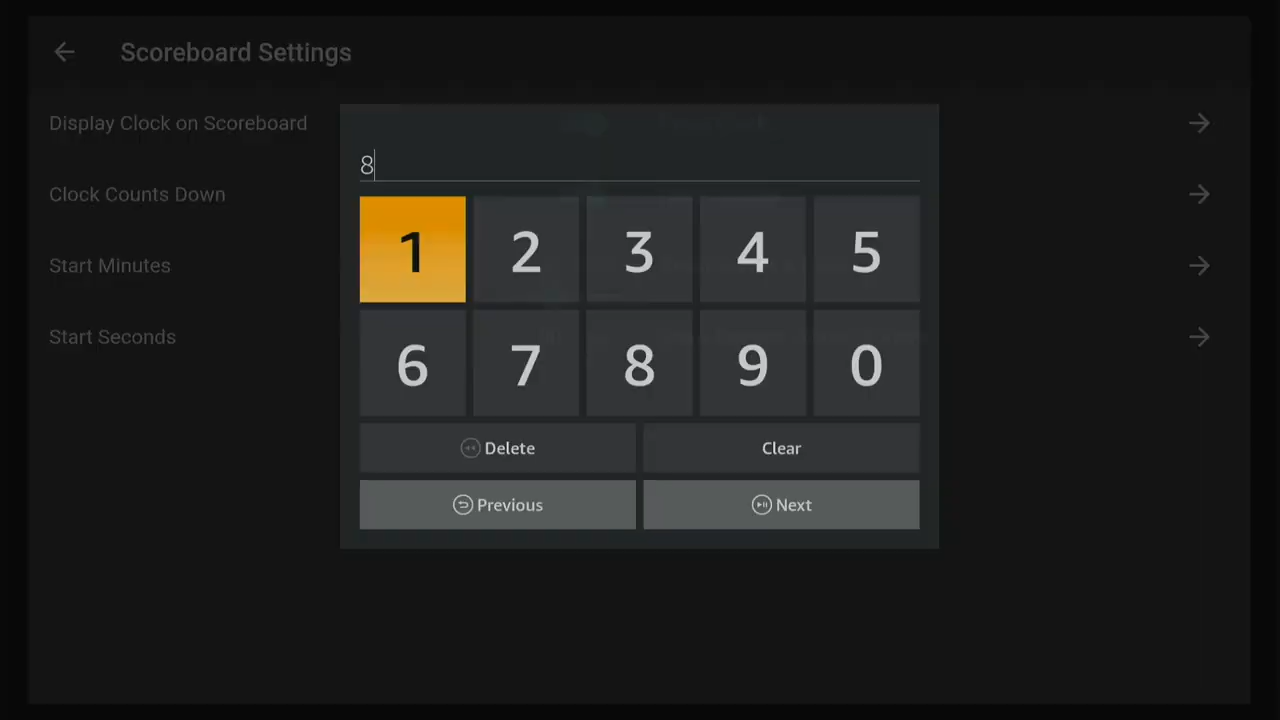 Scoreboard Settings
Display Clock on Scoreboard
Clock Counts Down
Start Minutes
Start Seconds
8
1 2 3 4 5
6 7 8 9 0
Delete Clear
Previous Next